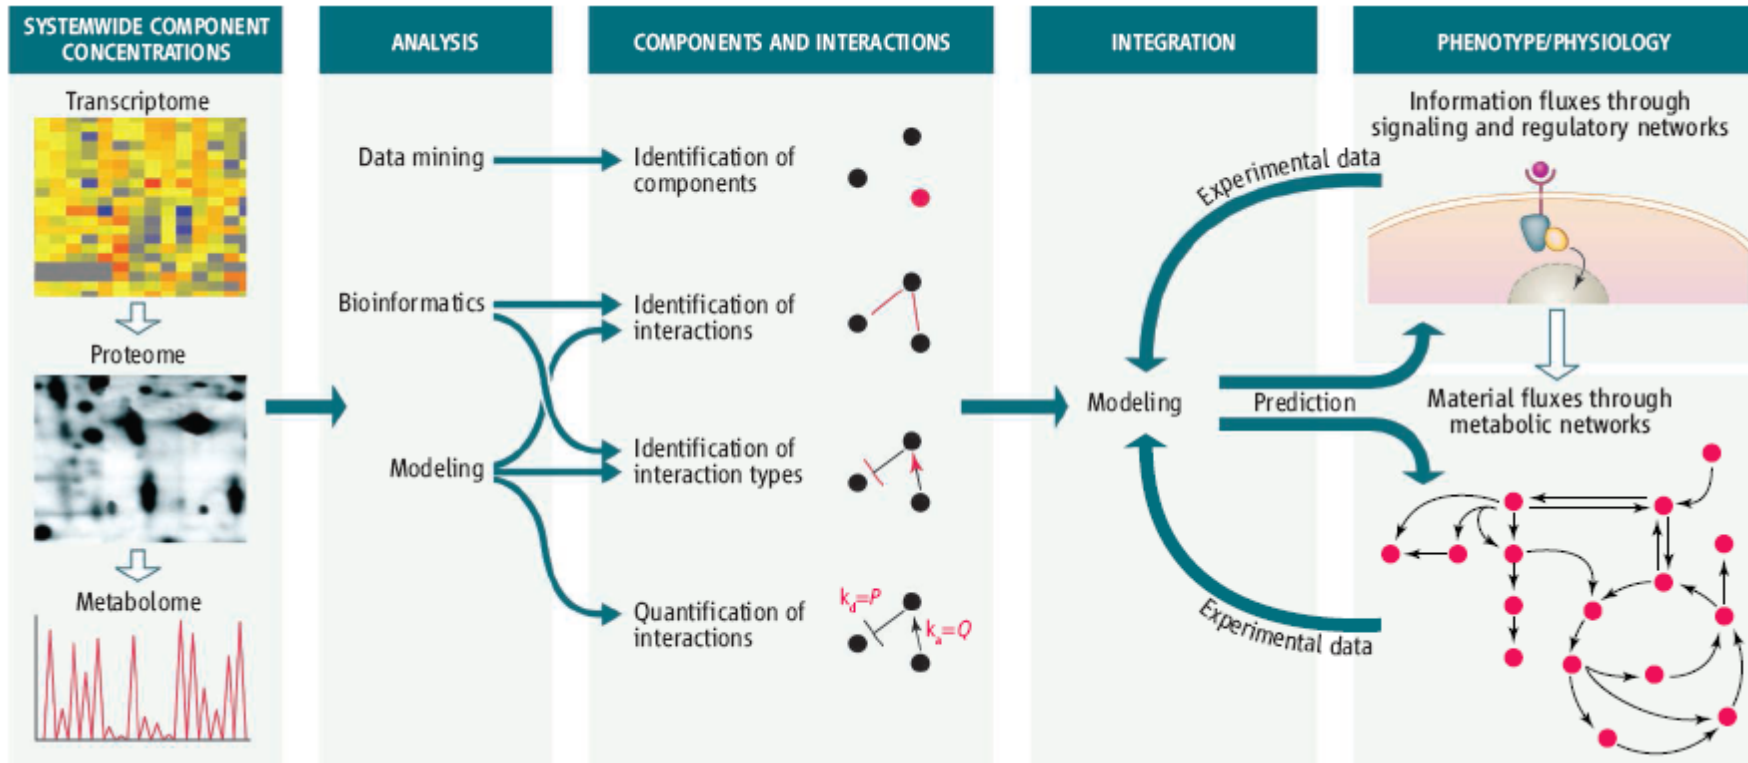 SYSTEMWIDE COMPONENT
CONCENTRATIONS
Transcriptome
Proteome
Metabolome
ANALYSIS
Data mining
Bioinformatics
Modeling
COMPONENTS AND INTERACTIONS
Identification of
components
Identification of
interactions
Identification of
interaction types
Quantification of
interactions
k_d=P
k_a=Q
INTEGRATION
Experimental data
Modeling
Prediction
Experimental data
PHENOTYPE/PHYSIOLOGY
Information fluxes through
signaling and regulatory networks
Material fluxes through
metabolic networks